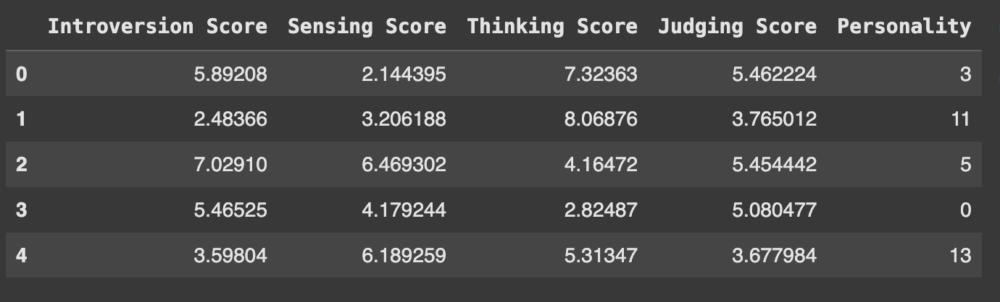 Introversion Score Sensing Score Thinking Score Judging Score Personality
0 5.89208 2.144395 7.32363 5.462224 3
1 2.48366 3.206188 8.06876 3.765012 11
2 7.02910 6.469302 4.16472 5.454442 5
3 5.46525 4.179244 2.82487 5.080477 0
4 3.59804 6.189259 5.31347 3.677984 13